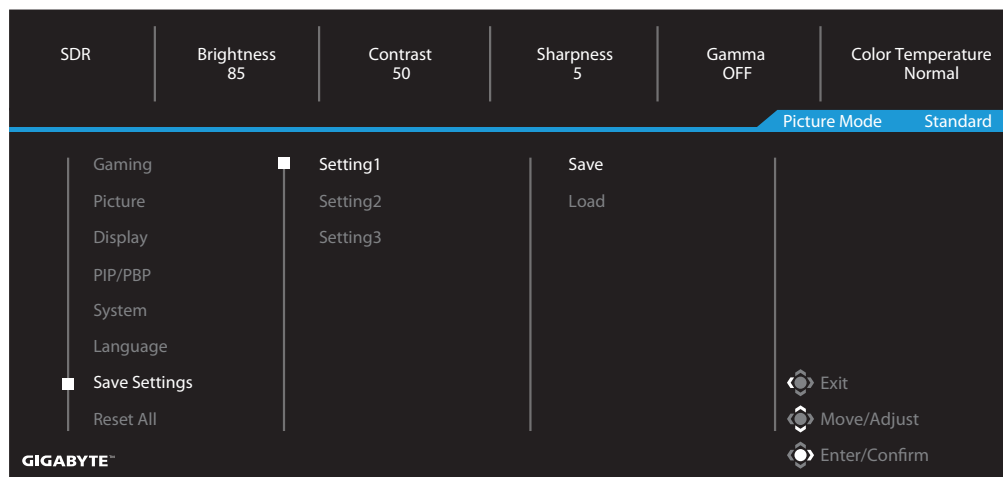 SDR
Brightness
85
Contrast
50
Sharpness
5
Gamma
OFF
Color Temperature
Normal
Picture Mode Standard
Gaming
Picture
Display
PIP/PBP
System
Language
Save Settings
Reset All
Setting1
Setting2
Setting3
Save
Load
Exit
Move/Adjust
Enter/Confirm
GIGABYTE™